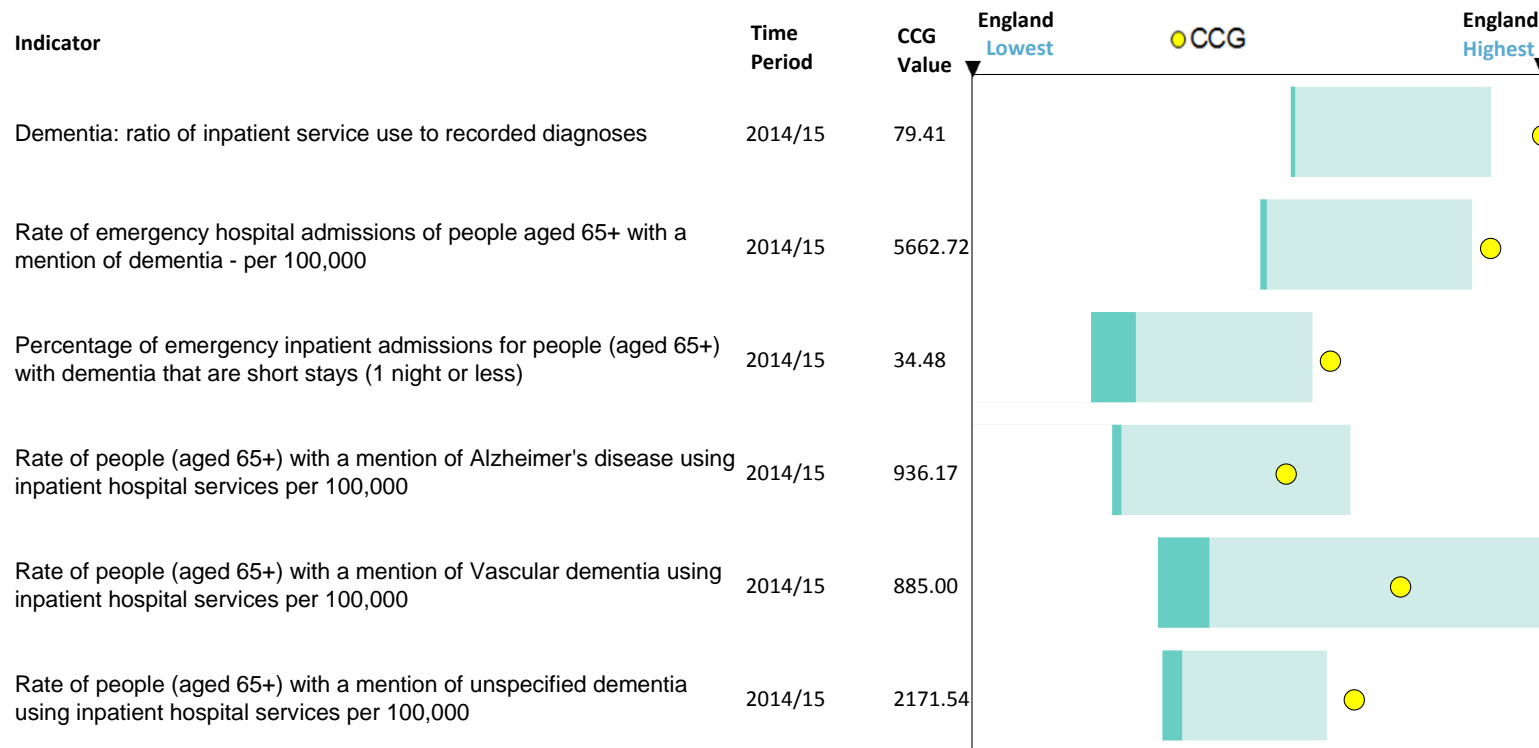 Indicator
Time
Period
CCG
Value
England
Lowest
CCG
England
Highest
Dementia: ratio of inpatient service use to recorded diagnoses 2014/15 79.41
Rate of emergency hospital admissions of people aged 65+ with a
mention of dementia - per 100,000
2014/15 5662.72
Percentage of emergency inpatient admissions for people (aged 65+)
with dementia that are short stays (1 night or less)
2014/15 34.48
Rate of people (aged 65+) with a mention of Alzheimer's disease using
inpatient hospital services per 100,000
2014/15 936.17
Rate of people (aged 65+) with a mention of Vascular dementia using
inpatient hospital services per 100,000
2014/15 885.00
Rate of people (aged 65+) with a mention of unspecified dementia
using inpatient hospital services per 100,000
2014/15 2171.54